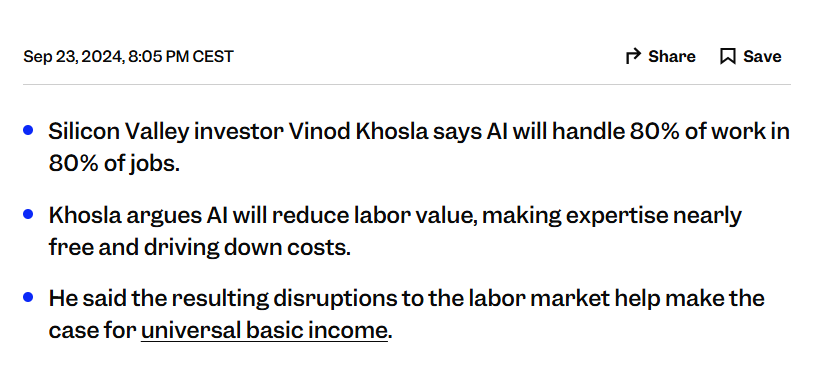 Sep 23, 2024, 8:05 PM CEST
Share
Save
Silicon Valley investor Vinod Khosla says AI will handle 80% of work in
80% of jobs.
Khosla argues AI will reduce labor value, making expertise nearly
free and driving down costs.
He said the resulting disruptions to the labor market help make the
case for universal basic income.